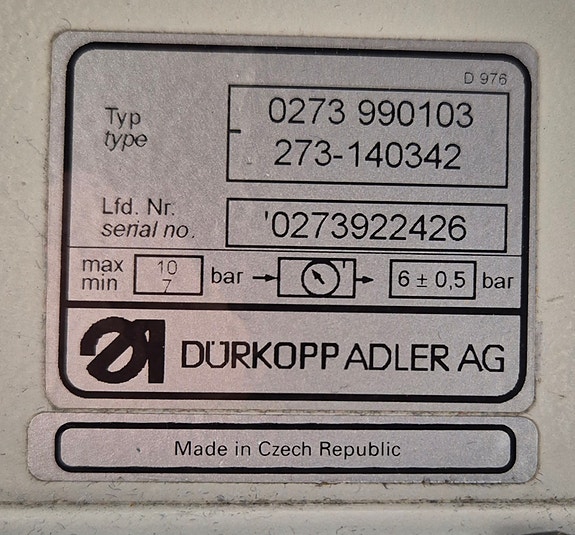 D 976
Typ
type
0273 990103
273-140342
Lfd. Nr.
serial no.
'0273922426
max
min
10
7
bar
6 ± 0,5 bar
DÜRKOPP ADLER AG
Made in Czech Republic